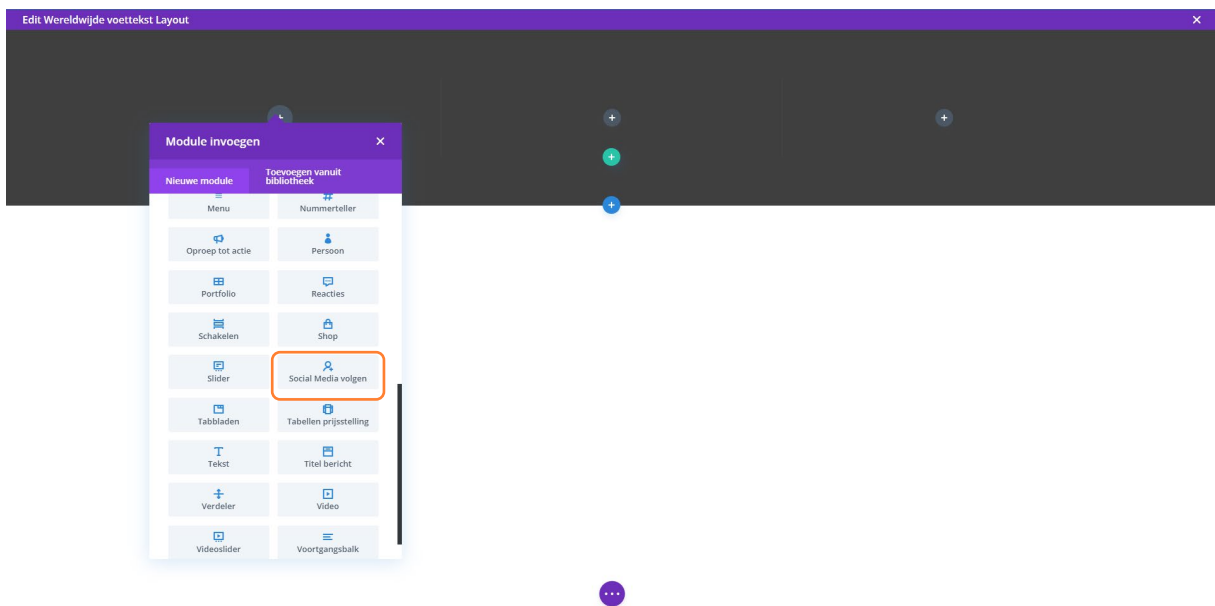 Edit Wereldwijde voettekst Layout
Module invoegen
Nieuwe module
Toevoegen vanuit
bibliotheek
Menu
Nummerteller
Oproep tot actie
Persoon
Portfolio
Reacties
Schakelen
Shop
Slider
Social Media volgen
Tabbladen
Tabellen prijsstelling
Tekst
Titel bericht
Verdeler
Video
Videoslider
Voortgangsbalk